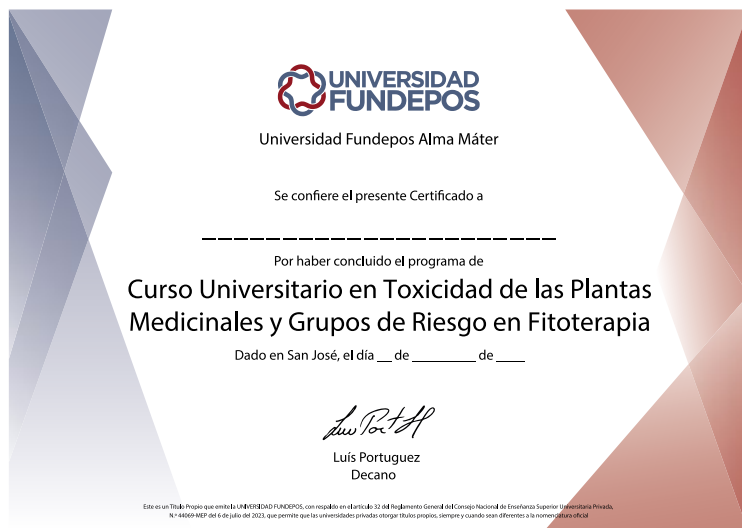 UNIVERSIDAD
FUNDEPOS
Universidad Fundepos Alma Máter
Se confiere el presente Certificado a
_______________________
Por haber concluido el programa de
Curso Universitario en Toxicidad de las Plantas
Medicinales y Grupos de Riesgo en Fitoterapia
Dado en San José, el día __ de _________ de ____
Luís Portuguez
Decano
Este es un Título Propio que emite la UNIVERSIDAD FUNDEPOS, con respaldo en el artículo 32 del Reglamento General del Consejo Nacional de Enseñanza Superior Universitaria Privada,
N.º 44069-MEP del 6 de julio del 2023, que permite que las universidades privadas otorgar títulos propios, siempre y cuando sean diferentes a la nomenclatura oficial